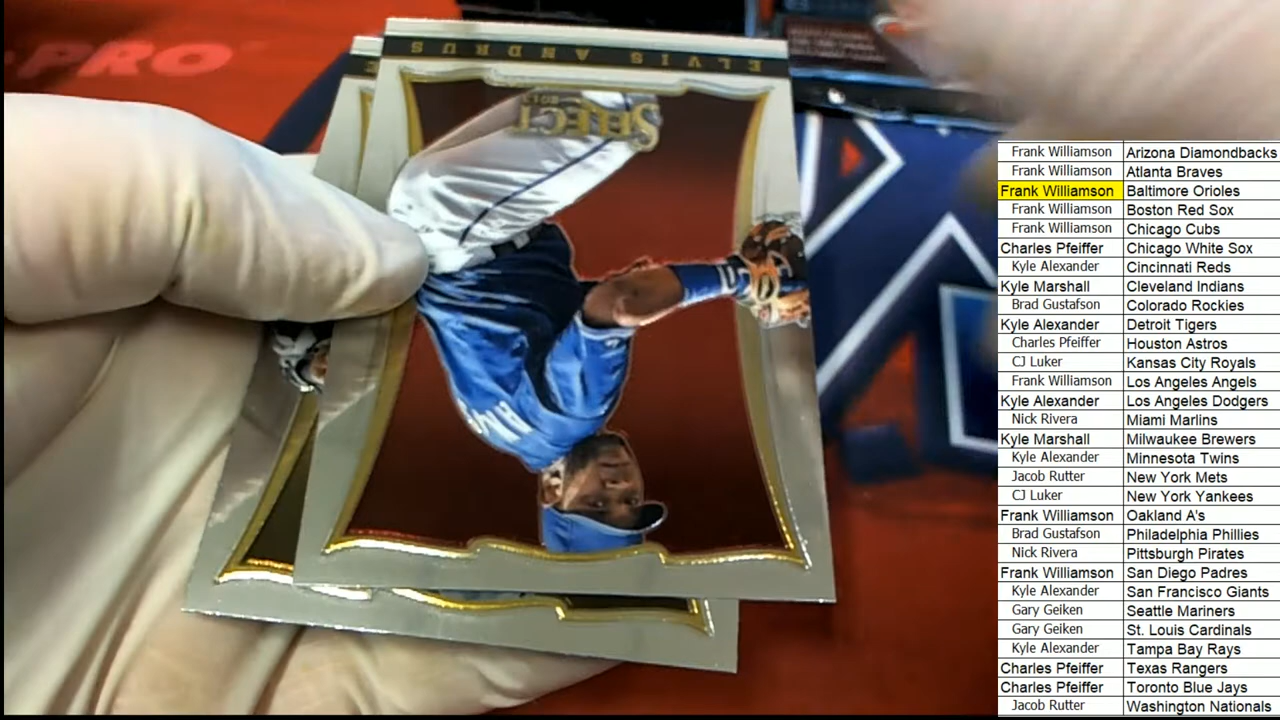 PRO
ELVIS ANDRUS
SELECT
2013
Frank Williamson Arizona Diamondbacks
Frank Williamson Atlanta Braves
Frank Williamson Baltimore Orioles
Frank Williamson Boston Red Sox
Frank Williamson Chicago Cubs
Charles Pfeiffer Chicago White Sox
Kyle Alexander Cincinnati Reds
Kyle Marshall Cleveland Indians
Brad Gustafson Colorado Rockies
Kyle Alexander Detroit Tigers
Charles Pfeiffer Houston Astros
CJ Luker Kansas City Royals
Frank Williamson Los Angeles Angels
Kyle Alexander Los Angeles Dodgers
Nick Rivera Miami Marlins
Kyle Marshall Milwaukee Brewers
Kyle Alexander Minnesota Twins
Jacob Rutter New York Mets
CJ Luker New York Yankees
Frank Williamson Oakland A's
Brad Gustafson Philadelphia Phillies
Nick Rivera Pittsburgh Pirates
Frank Williamson San Diego Padres
Kyle Alexander San Francisco Giants
Gary Geiken Seattle Mariners
Gary Geiken St. Louis Cardinals
Kyle Alexander Tampa Bay Rays
Charles Pfeiffer Texas Rangers
Charles Pfeiffer Toronto Blue Jays
Jacob Rutter Washington Nationals